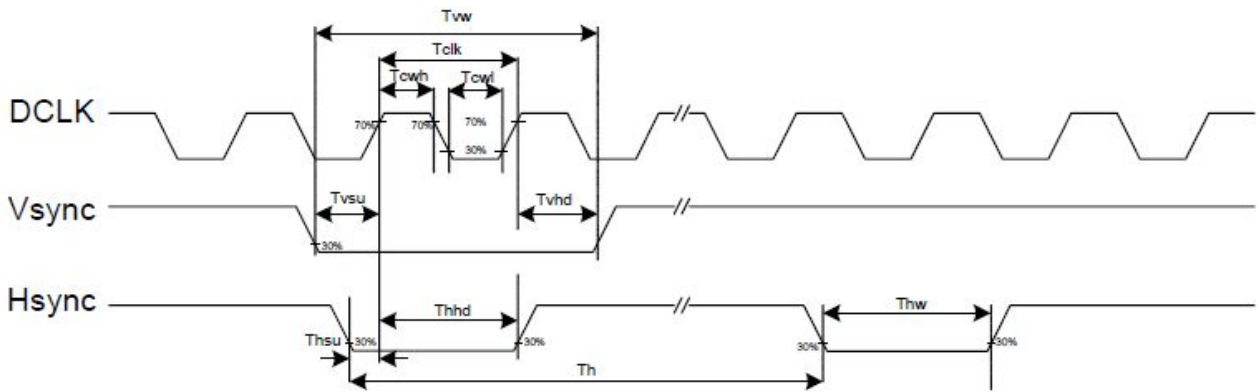 Tvw
Tclk
Tcwh Tcwl
DCLK 70% 70% 70% 30%
Tvsu Tvhd
Vsync 30%
Hsync Thhd Thw
Thsu 30% 30% 30% 30%
Th